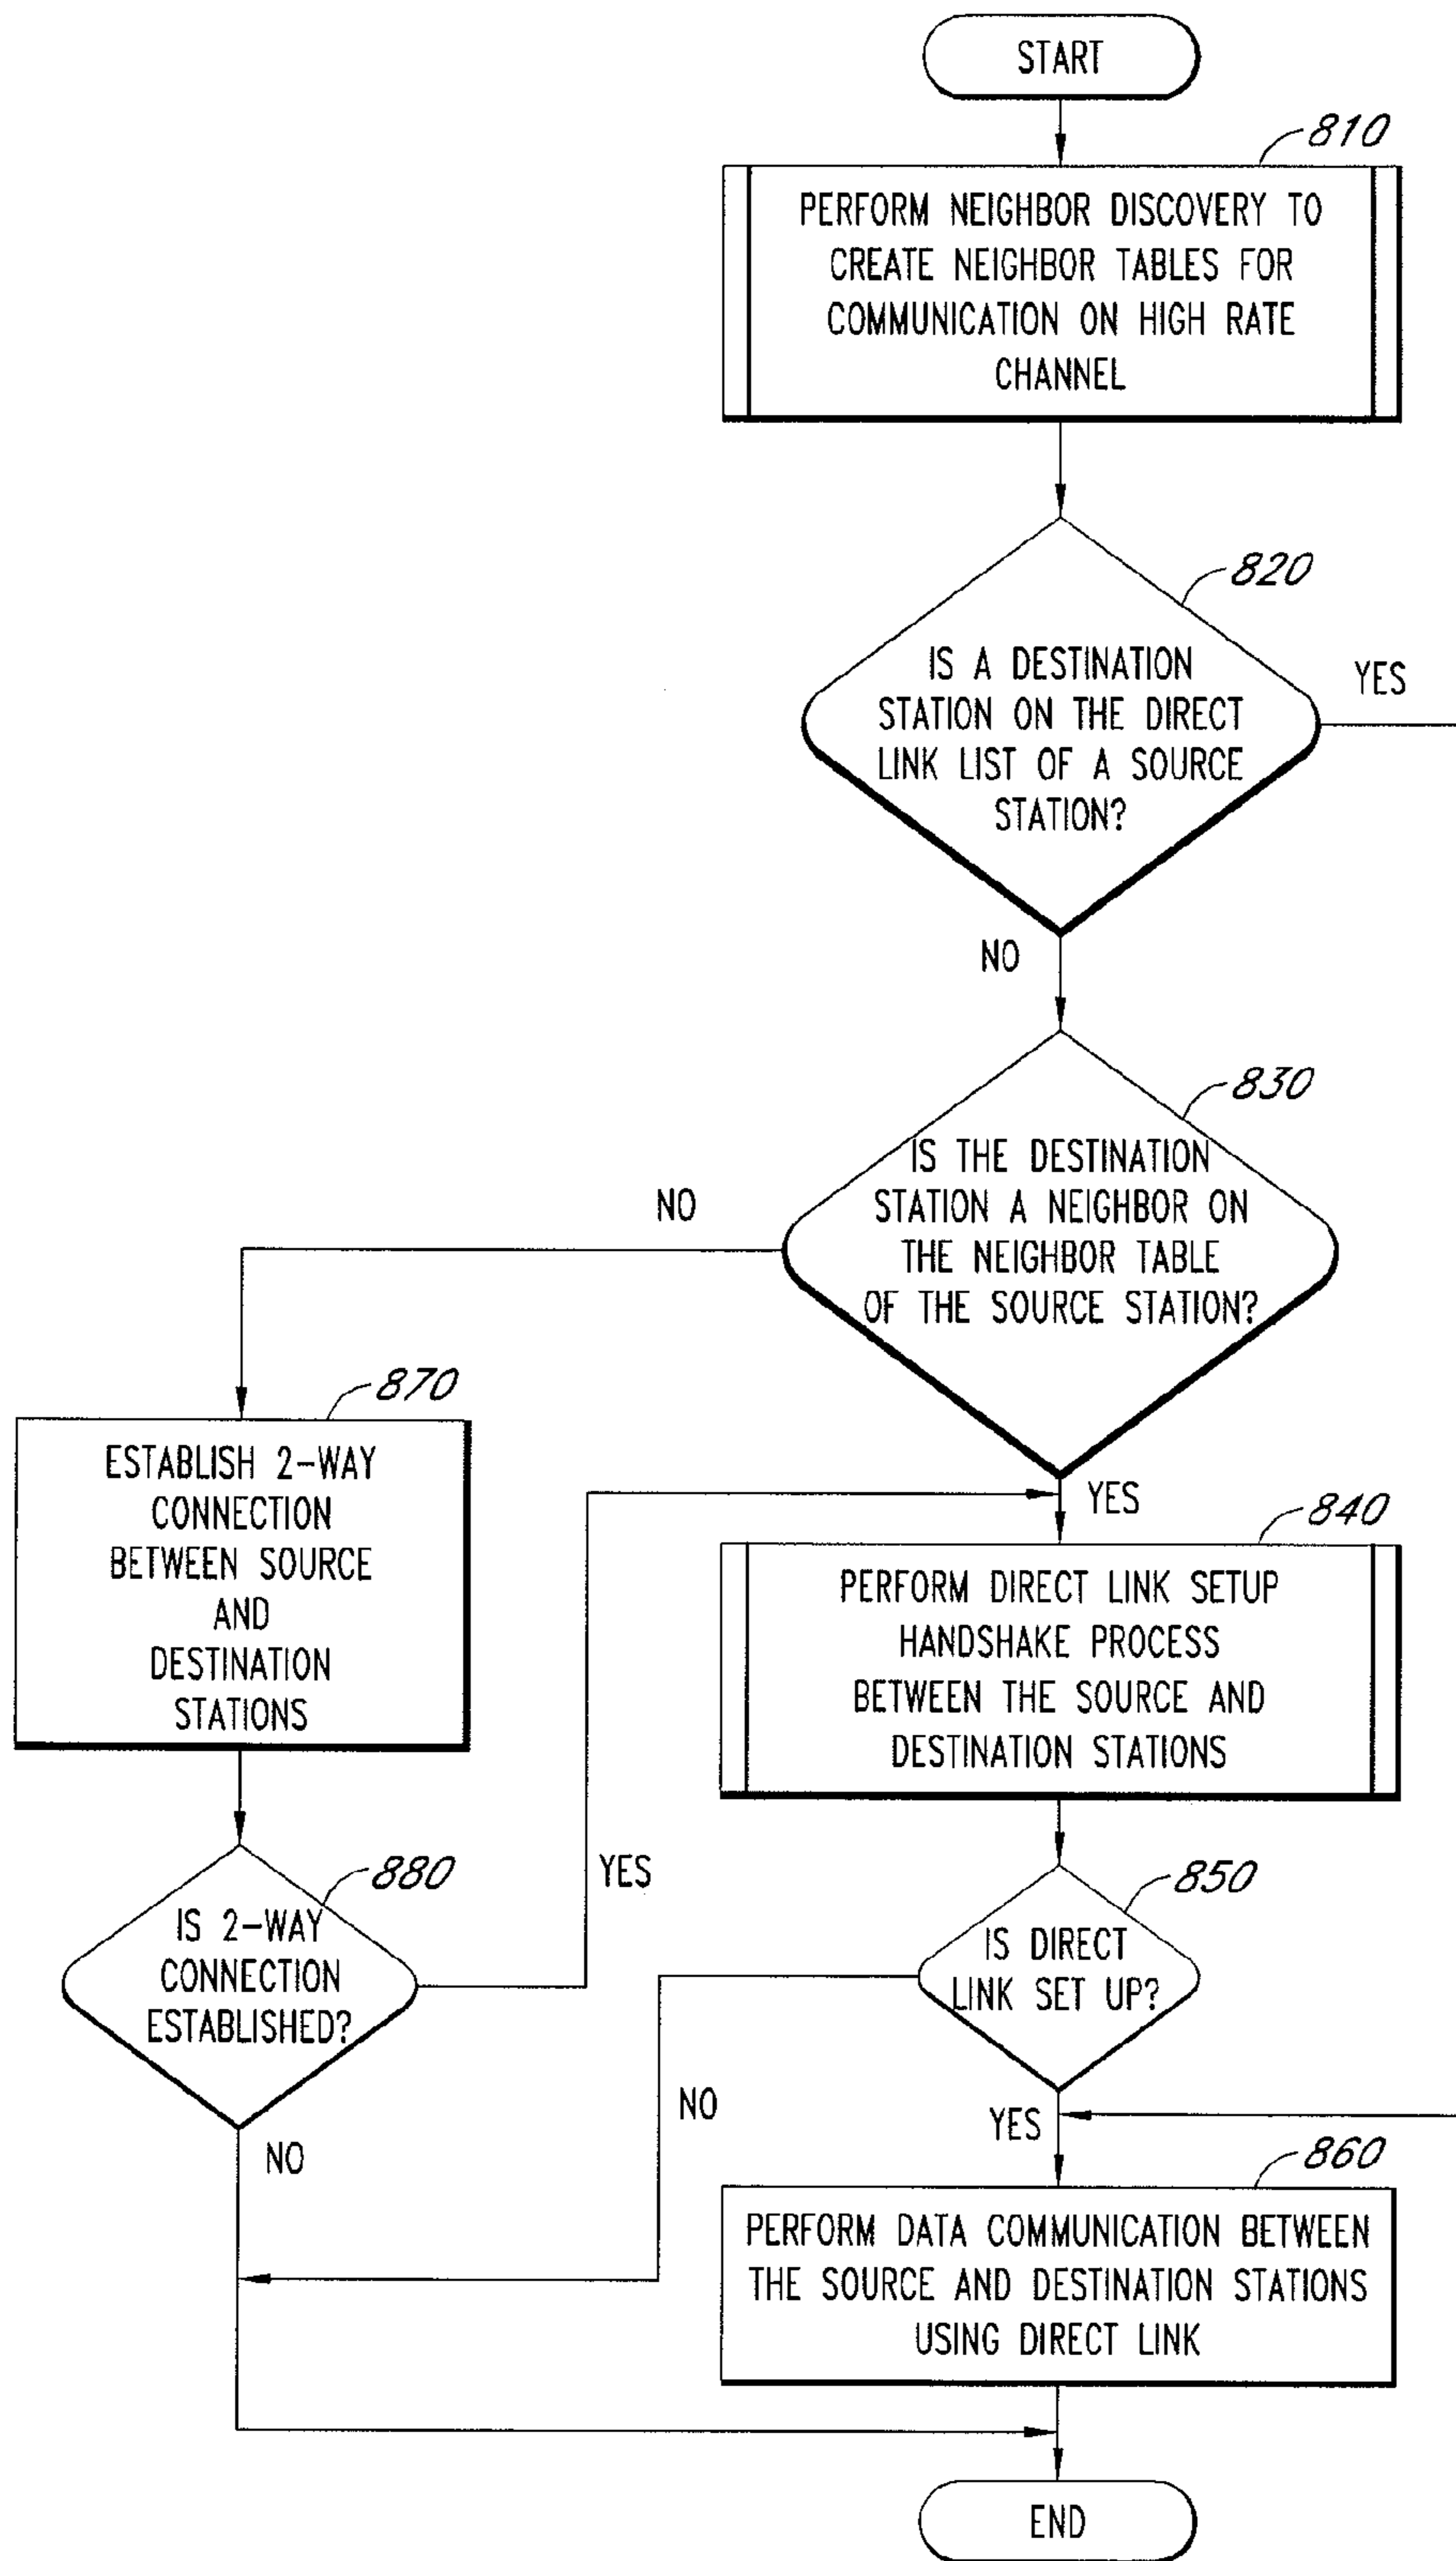 START
810
PERFORM NEIGHBOR DISCOVERY TO
CREATE NEIGHBOR TABLES FOR
COMMUNICATION ON HIGH RATE
CHANNEL
820
IS A DESTINATION
STATION ON THE DIRECT
LINK LIST OF A SOURCE
STATION?
YES
NO
830
IS THE DESTINATION
STATION A NEIGHBOR ON
THE NEIGHBOR TABLE
OF THE SOURCE STATION?
NO
870
ESTABLISH 2-WAY
CONNECTION
BETWEEN SOURCE
AND
DESTINATION
STATIONS
YES
840
PERFORM DIRECT LINK SETUP
HANDSHAKE PROCESS
BETWEEN THE SOURCE AND
DESTINATION STATIONS
880
IS 2-WAY
CONNECTION
ESTABLISHED?
YES
850
IS DIRECT
LINK SET UP?
NO
NO
YES
860
PERFORM DATA COMMUNICATION BETWEEN
THE SOURCE AND DESTINATION STATIONS
USING DIRECT LINK
END